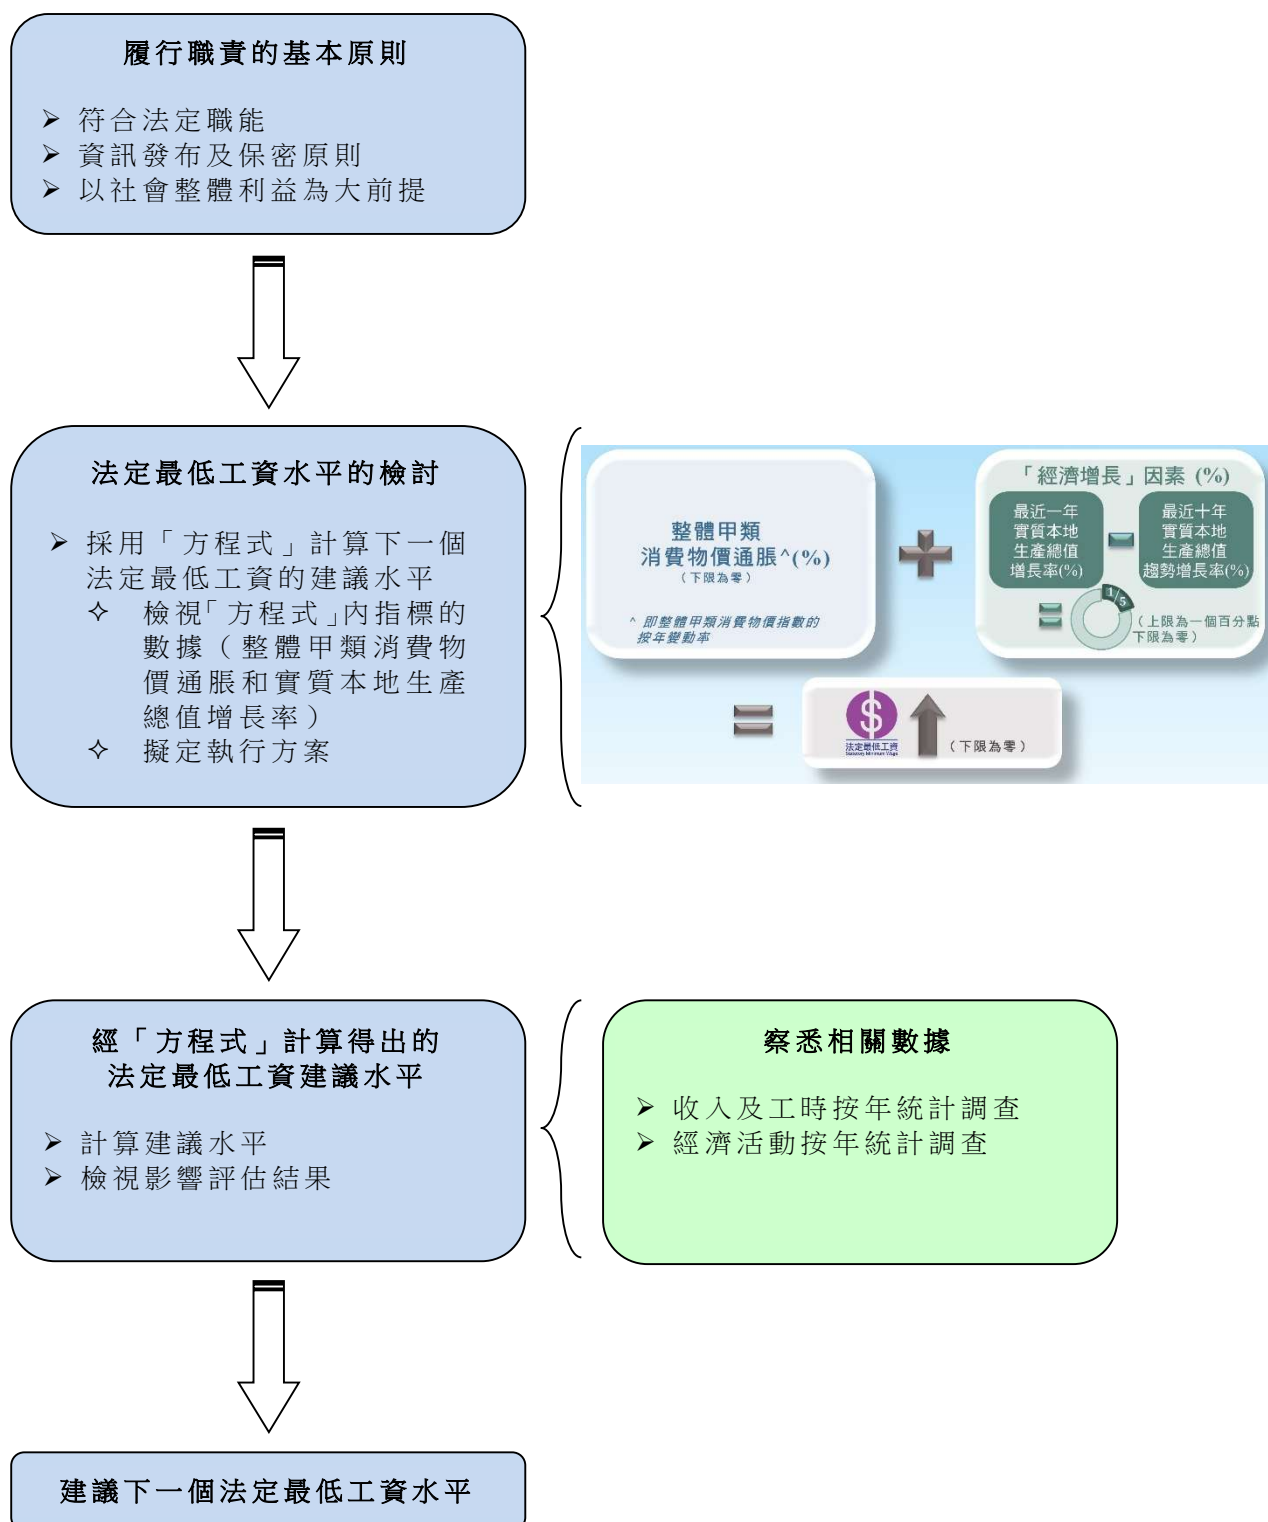 履行職責的基本原則
➢ 符合法定職能
➢ 資訊發布及保密原則
➢ 以社會整體利益為大前提
法定最低工資水平的檢討
➢ 採用「方程式」計算下一個
法定最低工資的建議水平
✧ 檢視「方程式」內指標的
數據（整體甲類消費物
價通脹和實質本地生產
總值增長率）
✧ 擬定執行方案
整體甲類
消費物價通脹^(%)
（下限為零）
^ 即整體甲類消費物價指數的
按年變動率
+
「經濟增長」因素 (%)
最近一年
實質本地
生產總值
增長率(%)
-
最近十年
實質本地
生產總值
趨勢增長率(%)
=
1/5
（上限為一個百分點
下限為零）
=
$
法定最低工資
Statutory Minimum Wage
（下限為零）
經「方程式」計算得出的
法定最低工資建議水平
➢ 計算建議水平
➢ 檢視影響評估結果
察悉相關數據
➢ 收入及工時按年統計調查
➢ 經濟活動按年統計調查
建議下一個法定最低工資水平